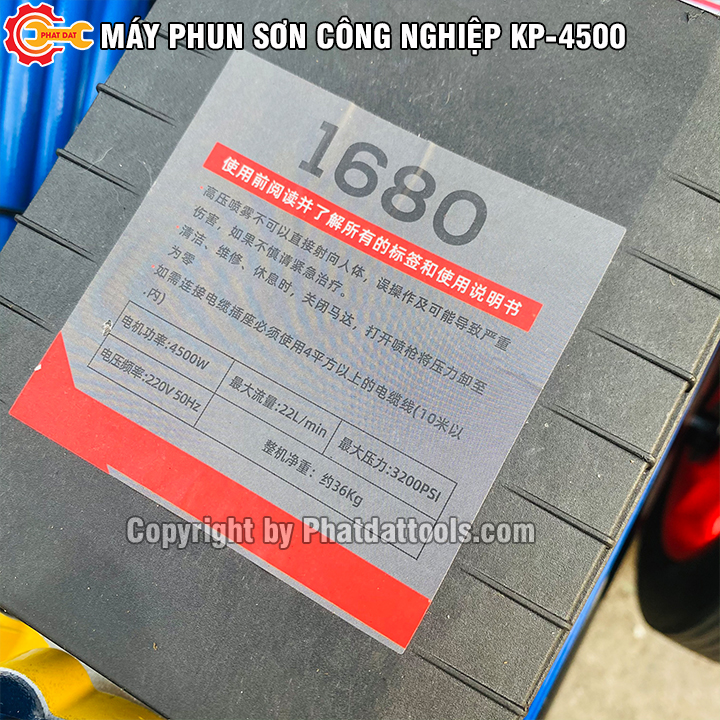 PHAT DAT
MÁY PHUN SƠN CÔNG NGHIỆP KP-4500
1680
使用前阅读并了解所有的标签和使用说明书
高压喷雾不可以直接射向人体，误操作及可能导致严重
伤害，如果不慎请紧急治疗。
清洁、维修、休息时，关闭马达，打开喷枪将压力卸至
为零
如需连接电缆插座必须使用4平方以上的电缆线(10米以
.内)
电机功率:4500W
最大流量:22L/min
最大压力:3200PSI
电压频率:220V 50Hz
整机净重：约36Kg
Copyright by Phatdattools.com